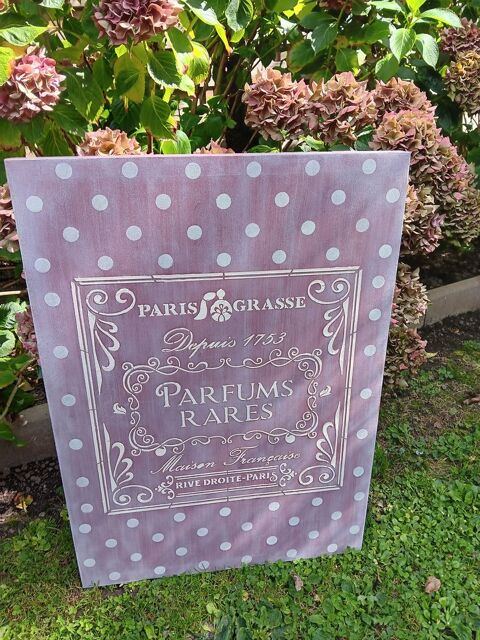 PARIS GRASSE
Depuis 1753
PARFUMS
RARES
Maison Française
RIVE DROITE-PARIS